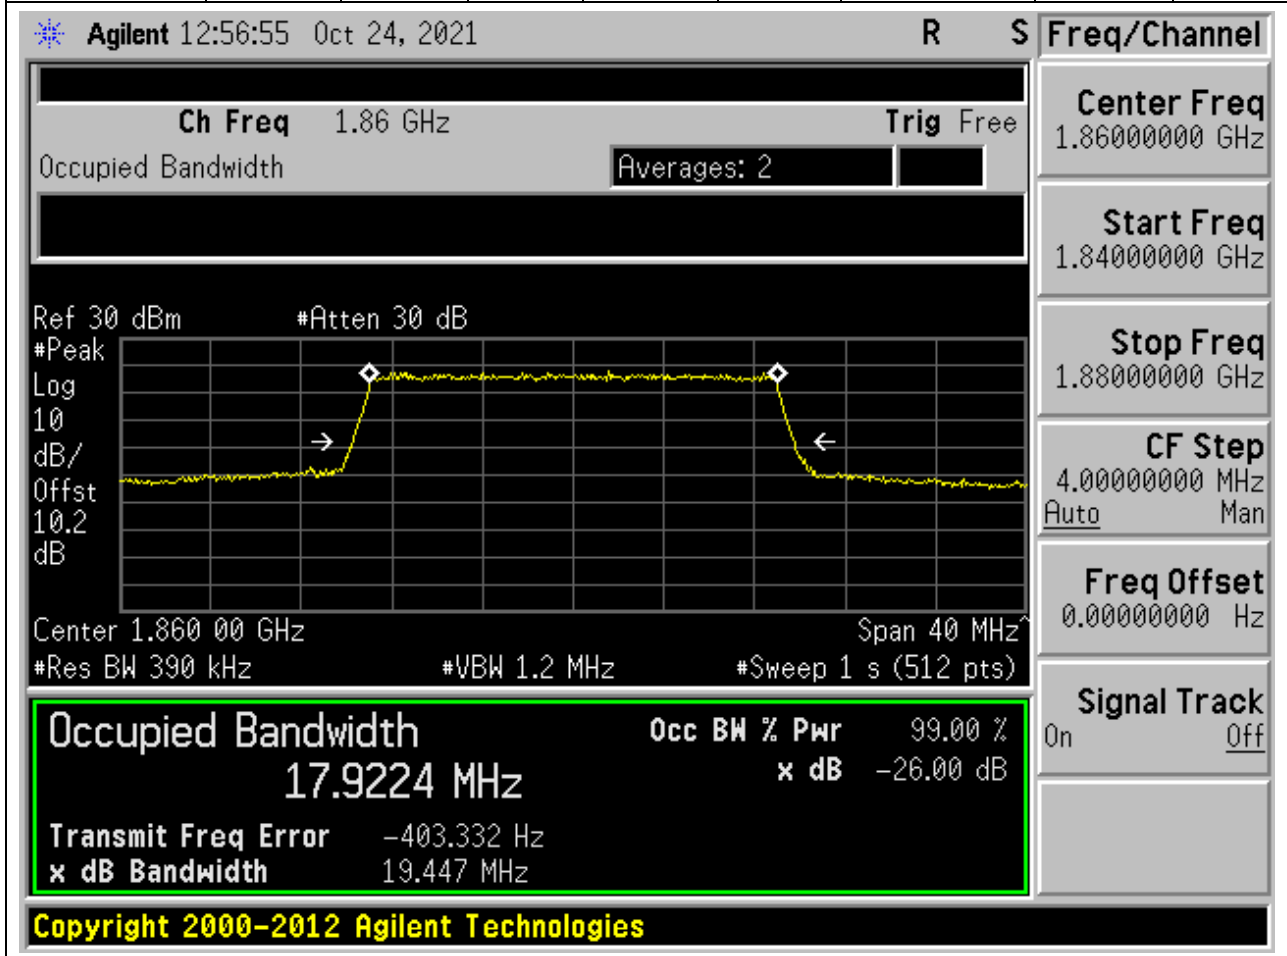 Agilent 12:56:55 Oct 24, 2021 R S Freq/Channel
Ch Freq 1.86 GHz Trig Free
Occupied Bandwidth Averages: 2
Center Freq
1.86000000 GHz
Start Freq
1.84000000 GHz
Stop Freq
1.88000000 GHz
CF Step
4.00000000 MHz
Auto Man
Freq Offset
0.00000000 Hz
Signal Track
On Off
Ref 30 dBm #Atten 30 dB
#Peak
Log
10
dB/
Offst
10.2
dB
Center 1.860 00 GHz Span 40 MHz^
#Res BW 390 kHz #VBW 1.2 MHz #Sweep 1 s (512 pts)
Occupied Bandwidth Occ BW % Pwr 99.00 %
17.9224 MHz x dB -26.00 dB
Transmit Freq Error -403.332 Hz
x dB Bandwidth 19.447 MHz
Copyright 2000-2012 Agilent Technologies